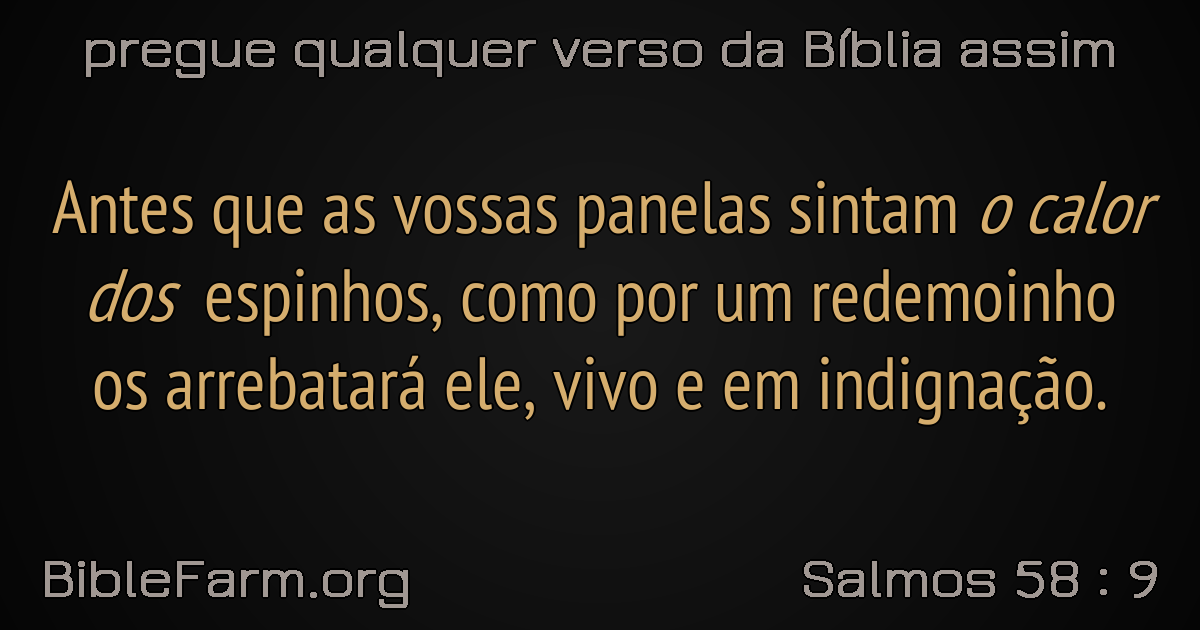 pregue qualquer verso da Bíblia assim
Antes que as vossas panelas sintam o calor
dos espinhos, como por um redemoinho
os arrebatará ele, vivo e em indignação.
BibleFarm.org
Salmos 58 : 9